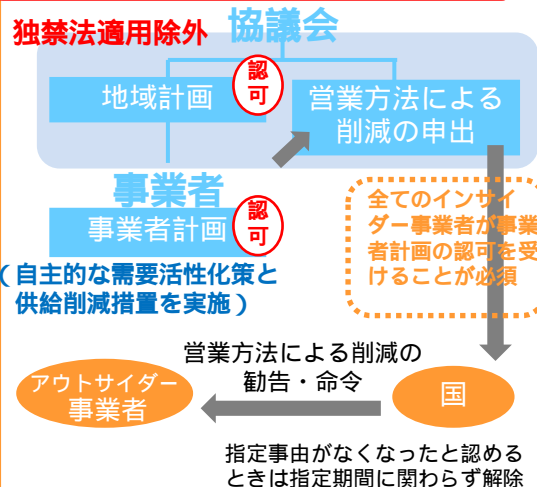 独禁法適用除外
協議会
地域計画
認
可
営業方法による
削減の申出
事業者
事業者計画
認
可
(自主的な需要活性化策と
供給削減措置を実施)
全てのインサイ
ダー事業者が事業
者計画の認可を受
けることが必須
営業方法による削減の
勧告・命令
アウトサイダー
事業者
国
指定事由がなくなったと認める
ときは指定期間に関わらず解除